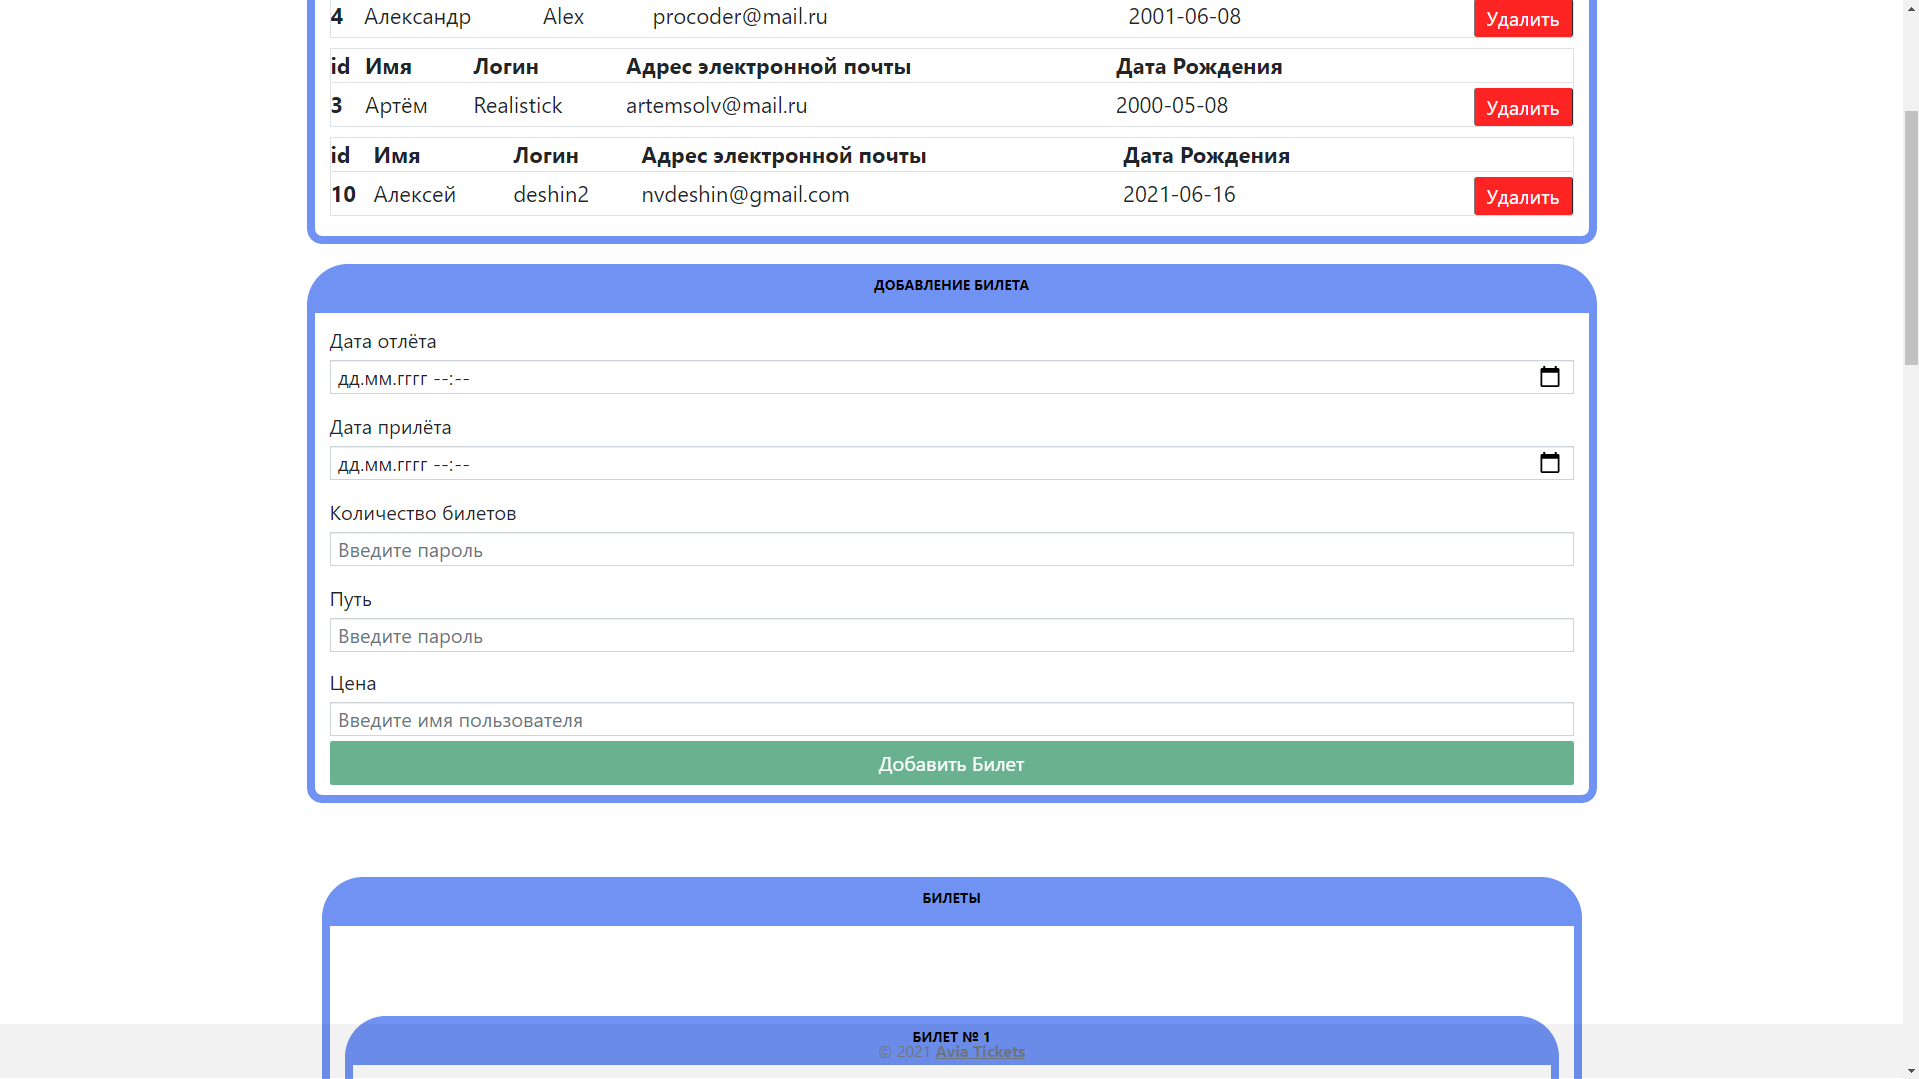 4 Александр Alex procoder@mail.ru 2001-06-08 Удалить
id Имя Логин Адрес электронной почты Дата Рождения
3 Артём Realistick artemsolv@mail.ru 2000-05-08 Удалить
id Имя Логин Адрес электронной почты Дата Рождения
10 Алексей deshin2 nvdeshin@gmail.com 2021-06-16 Удалить
ДОБАВЛЕНИЕ БИЛЕТА
Дата отлёта
дд.мм.гггг --:--
Дата прилёта
дд.мм.гггг --:--
Количество билетов
Введите пароль
Путь
Введите пароль
Цена
Введите имя пользователя
Добавить Билет
БИЛЕТЫ
БИЛЕТ № 1
© 2021 Avia Tickets